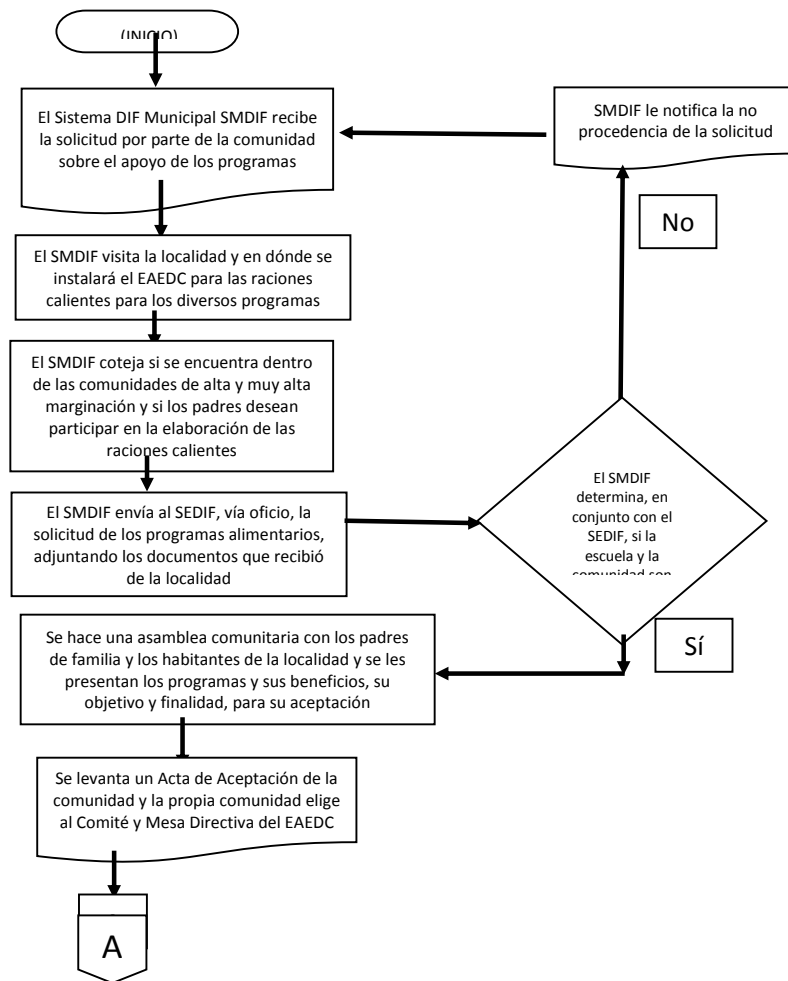 (INICIO)
El Sistema DIF Municipal SMDIF recibe
la solicitud por parte de la comunidad
sobre el apoyo de los programas
SMDIF le notifica la no
procedencia de la solicitud
No
El SMDIF visita la localidad y en dónde se
instalará el EAEDC para las raciones
calientes para los diversos programas
El SMDIF coteja si se encuentra dentro
de las comunidades de alta y muy alta
marginación y si los padres desean
participar en la elaboración de las
raciones calientes
El SMDIF envía al SEDIF, vía oficio, la
solicitud de los programas alimentarios,
adjuntando los documentos que recibió
de la localidad
El SMDIF
determina, en
conjunto con el
SEDIF, si la
escuela y la
comunidad son
Sí
Se hace una asamblea comunitaria con los padres
de familia y los habitantes de la localidad y se les
presentan los programas y sus beneficios, su
objetivo y finalidad, para su aceptación
Se levanta un Acta de Aceptación de la
comunidad y la propia comunidad elige
al Comité y Mesa Directiva del EAEDC
A